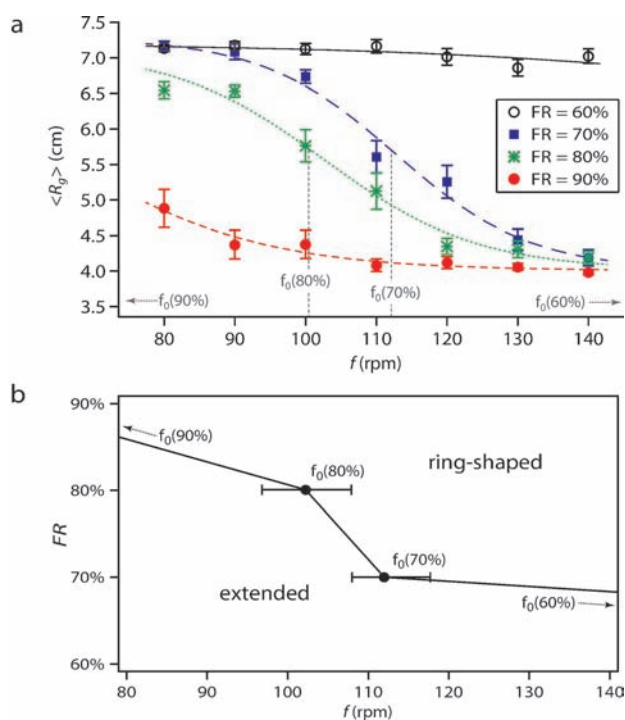 a
7.5
7.0
6.5
6.0
5.5
5.0
4.5
4.0
3.5
<R_g> (cm)
FR = 60%
FR = 70%
FR = 80%
FR = 90%
f₀(90%)
f₀(80%)
f₀(70%)
f₀(60%)
80 90 100 110 120 130 140
f (rpm)
b
90%
80%
70%
60%
FR
f₀(90%)
f₀(80%)
ring-shaped
f₀(70%)
extended
f₀(60%)
80 90 100 110 120 130 140
f (rpm)